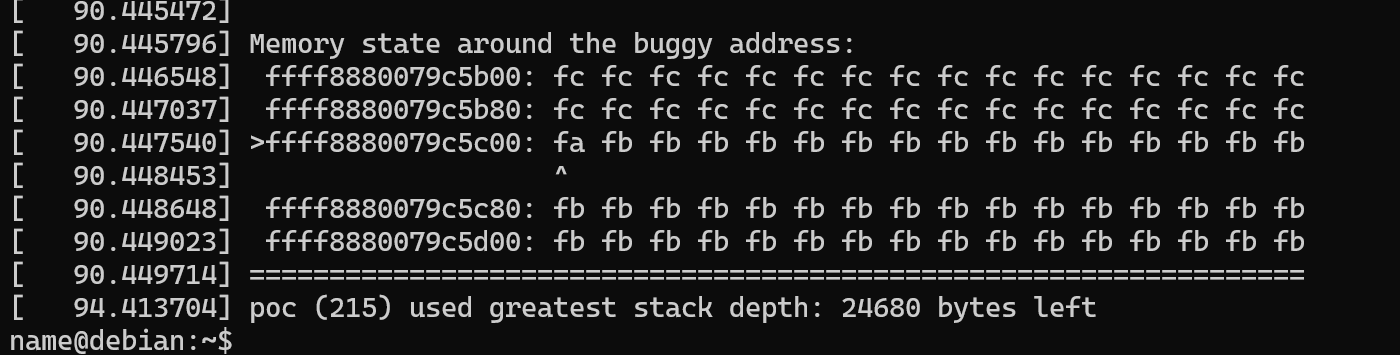 [   90.445472]
[   90.445796] Memory state around the buggy address:
[   90.446548]  ffff8880079c5b00: fc fc fc fc fc fc fc fc fc fc fc fc fc fc fc fc
[   90.447037]  ffff8880079c5b80: fc fc fc fc fc fc fc fc fc fc fc fc fc fc fc fc
[   90.447540] >ffff8880079c5c00: fa fb fb fb fb fb fb fb fb fb fb fb fb fb fb fb
[   90.448453]                    ^
[   90.448648]  ffff8880079c5c80: fb fb fb fb fb fb fb fb fb fb fb fb fb fb fb fb
[   90.449023]  ffff8880079c5d00: fb fb fb fb fb fb fb fb fb fb fb fb fb fb fb fb
[   90.449714] ==================================================================
[   94.413704] poc (215) used greatest stack depth: 24680 bytes left
name@debian:~$